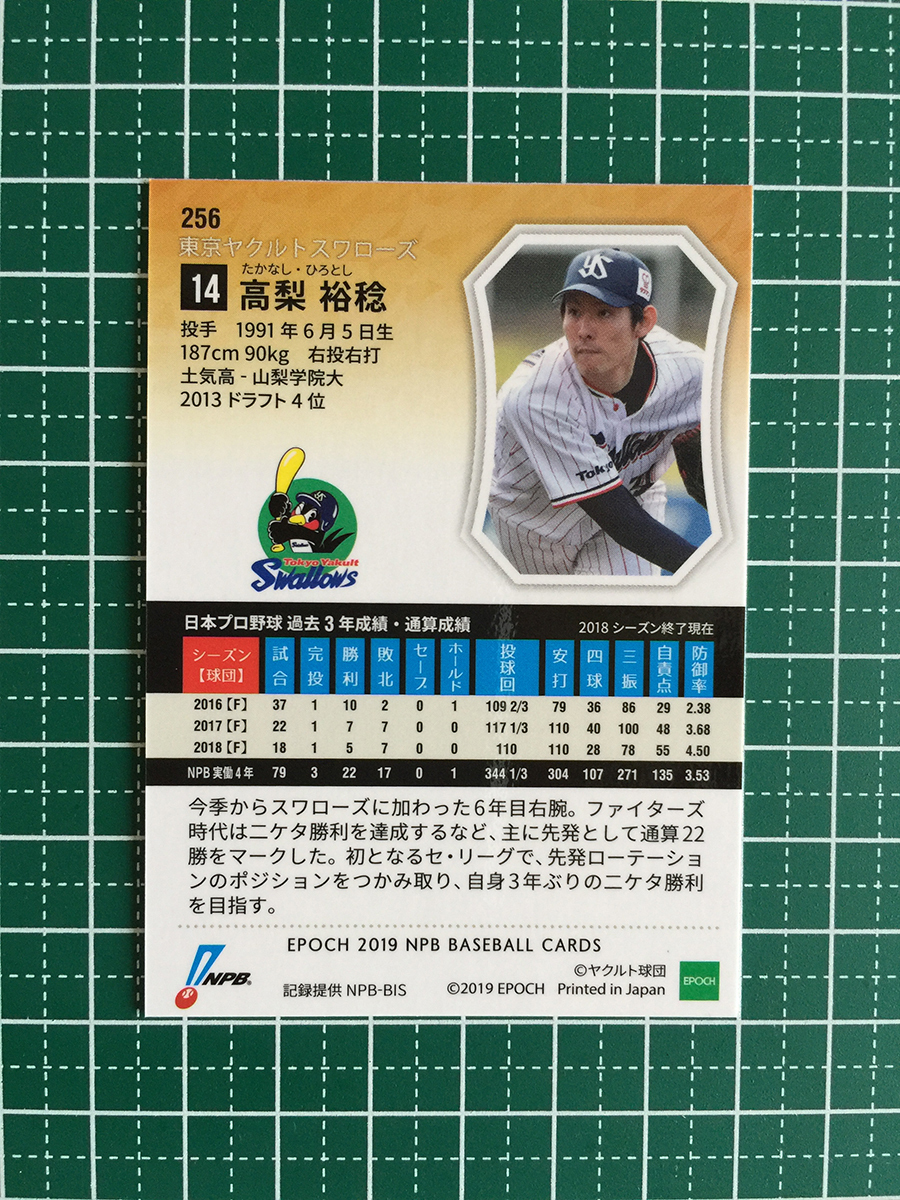 256
東京ヤクルトスワローズ
たかなし・ひろとし
14 高梨 裕稔
投手 1991年6月5日生
187cm 90kg 右投右打
土気高 - 山梨学院大
2013 ドラフト 4 位
YS
Tokyo
Tokyo Yakult
Swallows
日本プロ野球 過去3年成績・通算成績 2018 シーズン終了現在
シーズン【球団】 試合 完投 勝利 敗北 セーブ ホールド 投球回 安打 四球 三振 自責点 防御率
2016【F】 37 1 10 2 0 1 109 2/3 79 36 86 29 2.38
2017【F】 22 1 7 7 0 0 117 1/3 110 40 100 48 3.68
2018【F】 18 1 5 7 0 0 110 110 28 78 55 4.50
NPB 実働4年 79 3 22 17 0 1 344 1/3 304 107 271 135 3.53
今季からスワローズに加わった6年目右腕。ファイターズ
時代は二ケタ勝利を達成するなど、主に先発として通算22
勝をマークした。初となるセ・リーグで、先発ローテーション
のポジションをつかみ取り、自身3年ぶりの二ケタ勝利
を目指す。
EPOCH 2019 NPB BASEBALL CARDS
NPB
記録提供 NPB-BIS
©ヤクルト球団
©2019 EPOCH Printed in Japan
EPOCH